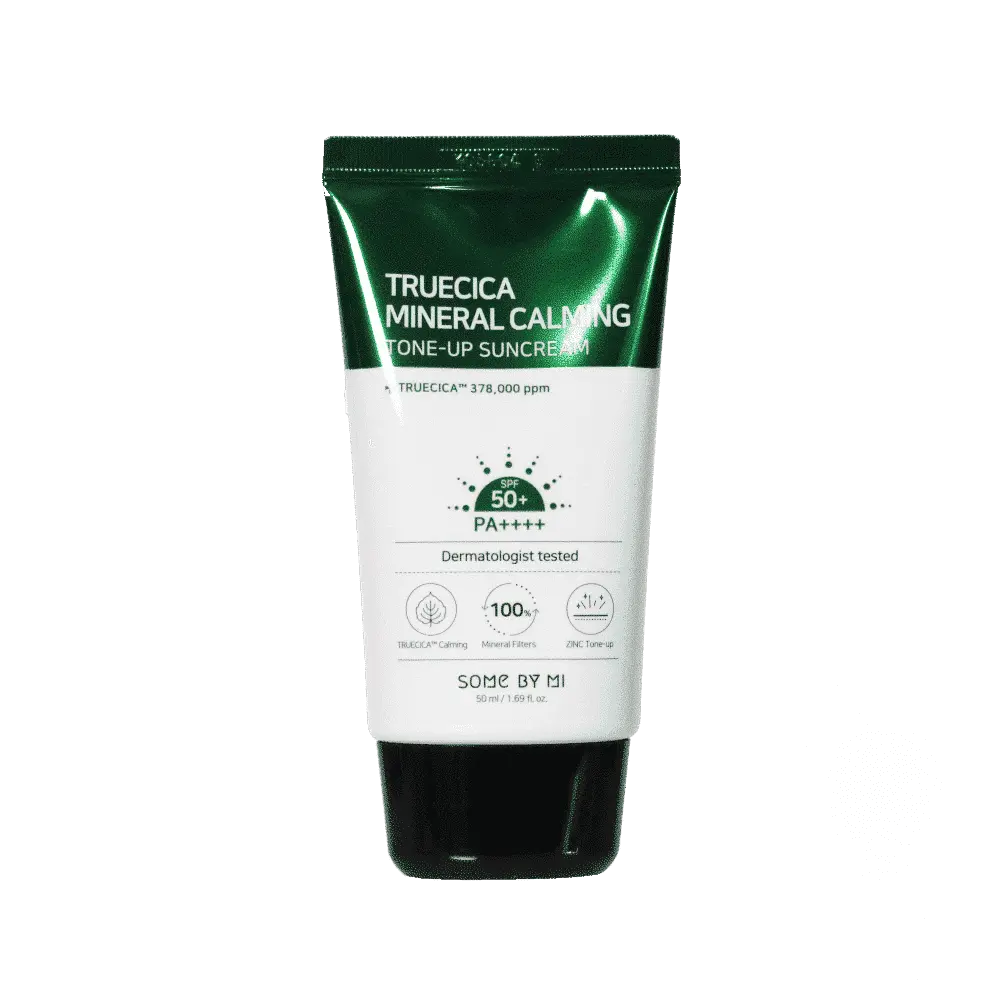 TRUECICA
MINERAL CALMING
TONE-UP SUNCREAM
TRUECICA™ 378,000 ppm
SPF
50+
PA++++
Dermatologist tested
100%
TRUECICA™ Calming Mineral Filters ZINC Tone-up
SOME BY MI
50 ml / 1.69 fl. oz.